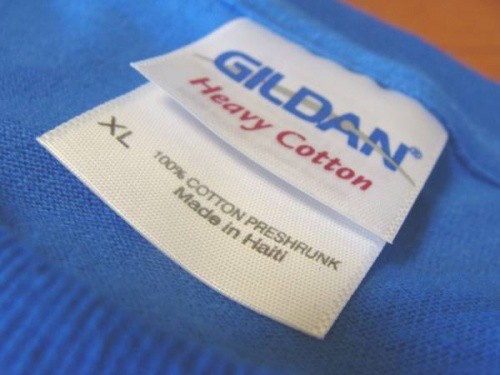 GILDAN®
Heavy Cotton
XL
100% COTTON PRESHRUNK
Made in Haiti